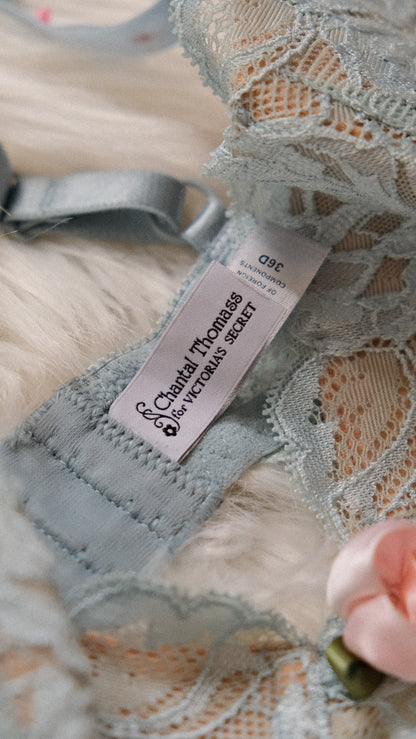 Chantal Thomass
for VICTORIA'S SECRET
36D
OF FOREIGN
COMPONENTS